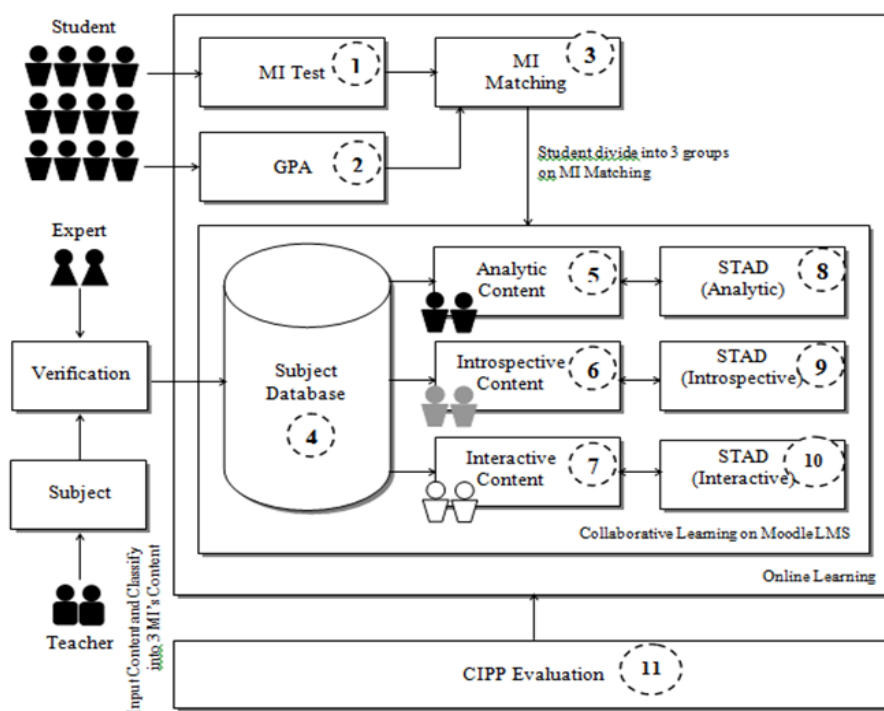 Student
MI Test
1
MI
Matching
3
GPA
2
Student divide into 3 groups
on MI Matching
Expert
Verification
Subject
Teacher
Input Content and Classify
into 3 MI's Content
Subject
Database
4
Analytic
Content
5
STAD
(Analytic)
8
Introspective
Content
6
STAD
(Introspective)
9
Interactive
Content
7
STAD
(Interactive)
10
Collaborative Learning on MoodleLMS
Online Learning
CIPP Evaluation
11